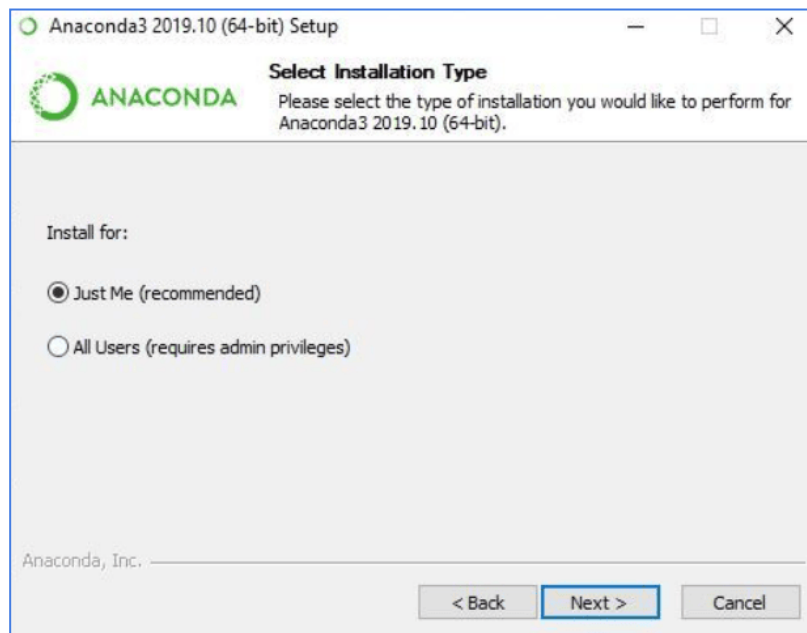 Anaconda3 2019.10 (64-bit) Setup
ANACONDA
Select Installation Type
Please select the type of installation you would like to perform for
Anaconda3 2019.10 (64-bit).
Install for:
Just Me (recommended)
All Users (requires admin privileges)
Anaconda, Inc.
< Back
Next >
Cancel